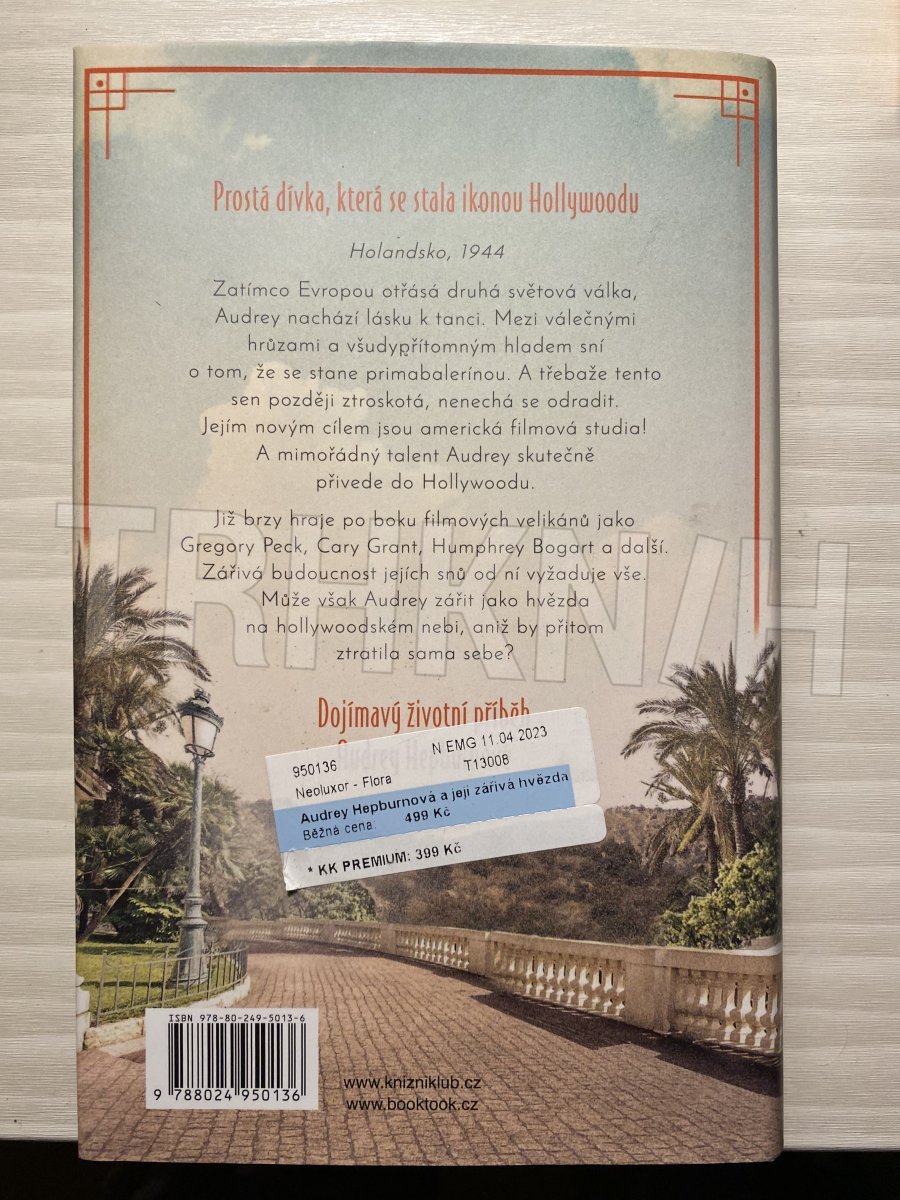 Prostá dívka, která se stala ikonou Hollywoodu
Holandsko, 1944
Zatímco Evropou otřásá druhá světová válka,
Audrey nachází lásku k tanci. Mezi válečnými
hrůzami a všudypřítomným hladem sní
o tom, že se stane primabalerínou. A třebaže tento
sen později ztroskotá, nenechá se odradit.
Jejím novým cílem jsou americká filmová studia!
A mimořádný talent Audrey skutečně
přivede do Hollywoodu.
Již brzy hraje po boku filmových velikánů jako
Gregory Peck, Cary Grant, Humphrey Bogart a další.
Zářivá budoucnost jejích snů od ní vyžaduje vše.
Může však Audrey zářit jako hvězda
na hollywoodském nebi, aniž by přitom
ztratila sama sebe?
Dojímavý životní příběh
950136 N EMG 11.04.2023
Neoluxor - Flora T13008
Audrey Hepburnová a její zářivá hvězda
Běžná cena: 499 Kč
* KK PREMIUM: 399 Kč
ISBN 978-80-249-5013-6
9 788024 950136
www.knizniklub.cz
www.booktook.cz